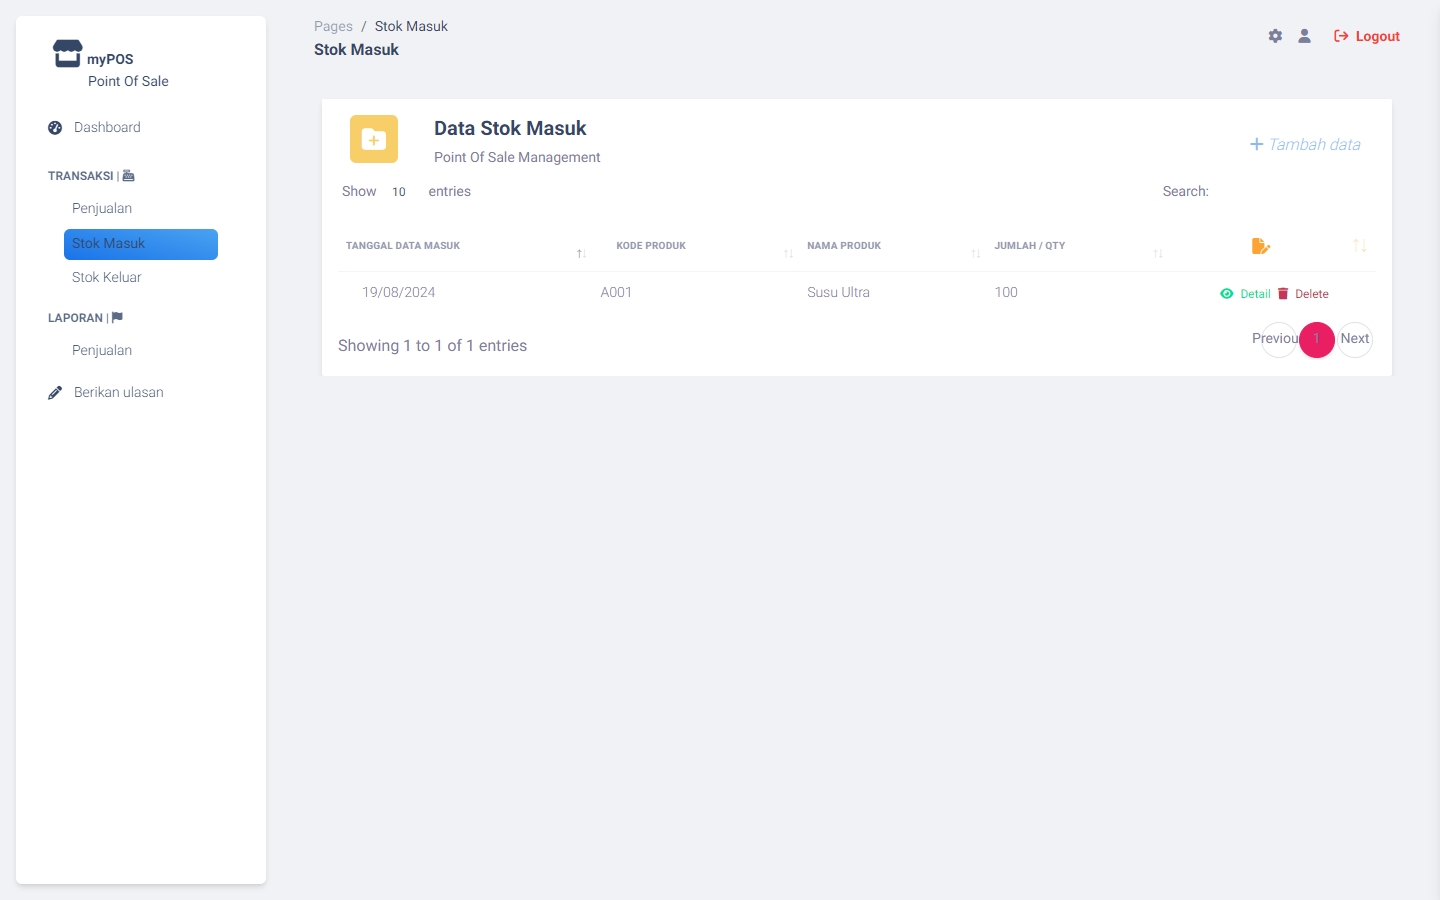 myPOS
Point Of Sale
Dashboard
TRANSAKSI |
Penjualan
Stok Masuk
Stok Keluar
LAPORAN |
Penjualan
Berikan ulasan
Pages / Stok Masuk
Stok Masuk
Logout
Data Stok Masuk
Point Of Sale Management
Tambah data
Show 10 entries
Search:
TANGGAL DATA MASUK KODE PRODUK NAMA PRODUK JUMLAH / QTY
19/08/2024 A001 Susu Ultra 100 Detail Delete
Showing 1 to 1 of 1 entries
Previou 1 Next